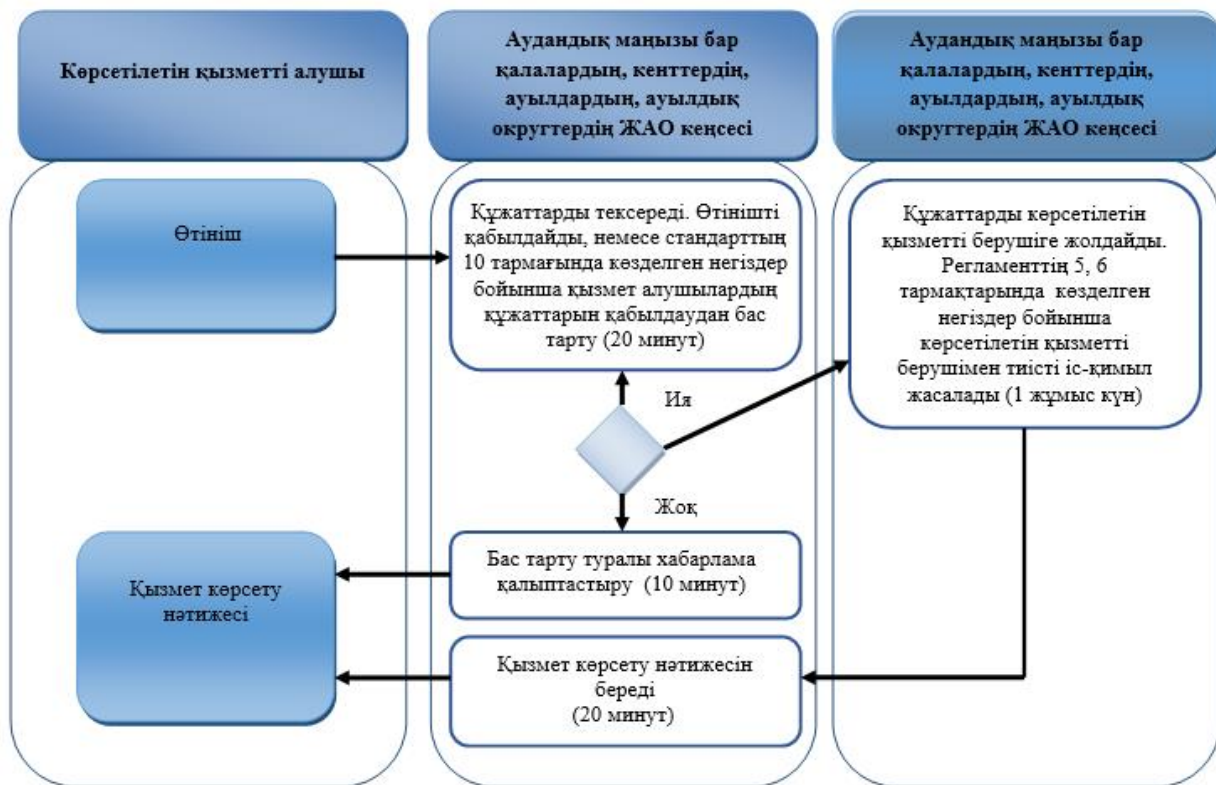 Көрсетілетін қызметті алушы
Аудандық маңызы бар
қалалардың, кенттердің,
ауылдардың, ауылдық
округтердің ЖАО кеңсесі
Аудандық маңызы бар
қалалардың, кенттердің,
ауылдардың, ауылдық
округтердің ЖАО кеңсесі
Өтініш
Құжаттарды тексереді. Өтінішті
қабылдайды, немесе стандарттың
10 тармағында көзделген негіздер
бойынша қызмет алушылардың
құжаттарын қабылдаудан бас
тарту (20 минут)
Құжаттарды көрсетілетін
қызметті берушіге жолдайды.
Регламенттің 5, 6
тармақтарында көзделген
негіздер бойынша
көрсетілетін қызметті
берушімен тиісті іс-қимыл
жасалады (1 жұмыс күн)
Ия
Жоқ
Бас тарту туралы хабарлама
қалыптастыру (10 минут)
Қызмет көрсету
нәтижесі
Қызмет көрсету нәтижесін
береді
(20 минут)